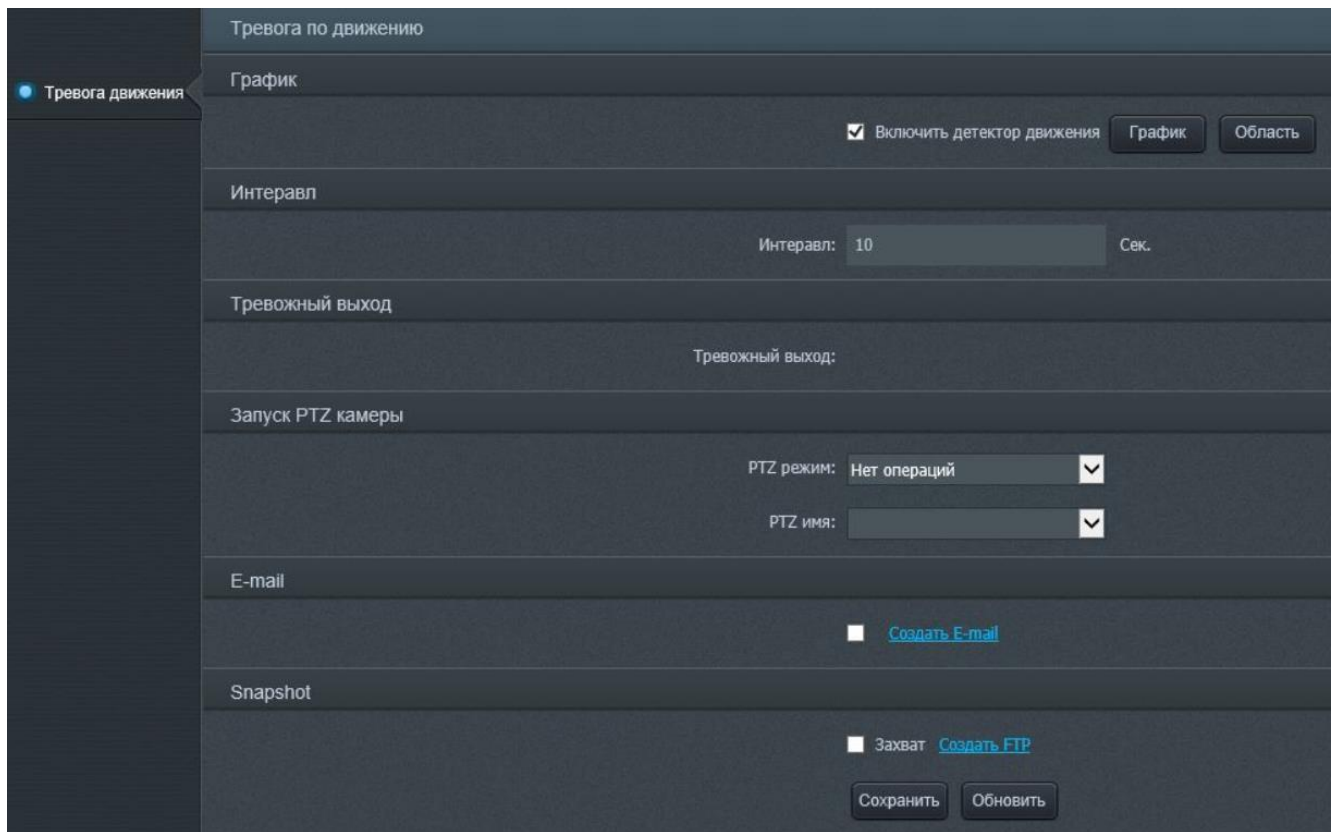 Тревога по движению
Тревога движения
График
Включить детектор движения График Область
Интеравл
Интеравл: 10 Сек.
Тревожный выход
Тревожный выход:
Запуск PTZ камеры
PTZ режим: Нет операций
PTZ имя:
E-mail
Создать E-mail
Snapshot
Захват Создать FTP
Сохранить Обновить